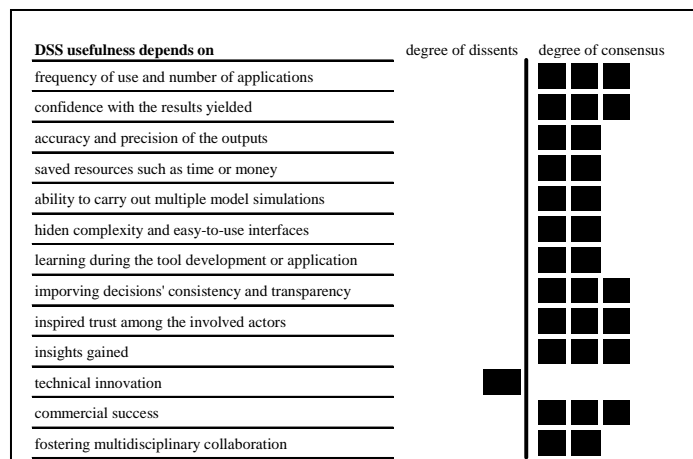 DSS usefulness depends on degree of dissents degree of consensus
frequency of use and number of applications
confidence with the results yielded
accuracy and precision of the outputs
saved resources such as time or money
ability to carry out multiple model simulations
hiden complexity and easy-to-use interfaces
learning during the tool development or application
imporving decisions' consistency and transparency
inspired trust among the involved actors
insights gained
technical innovation
commercial success
fostering multidisciplinary collaboration